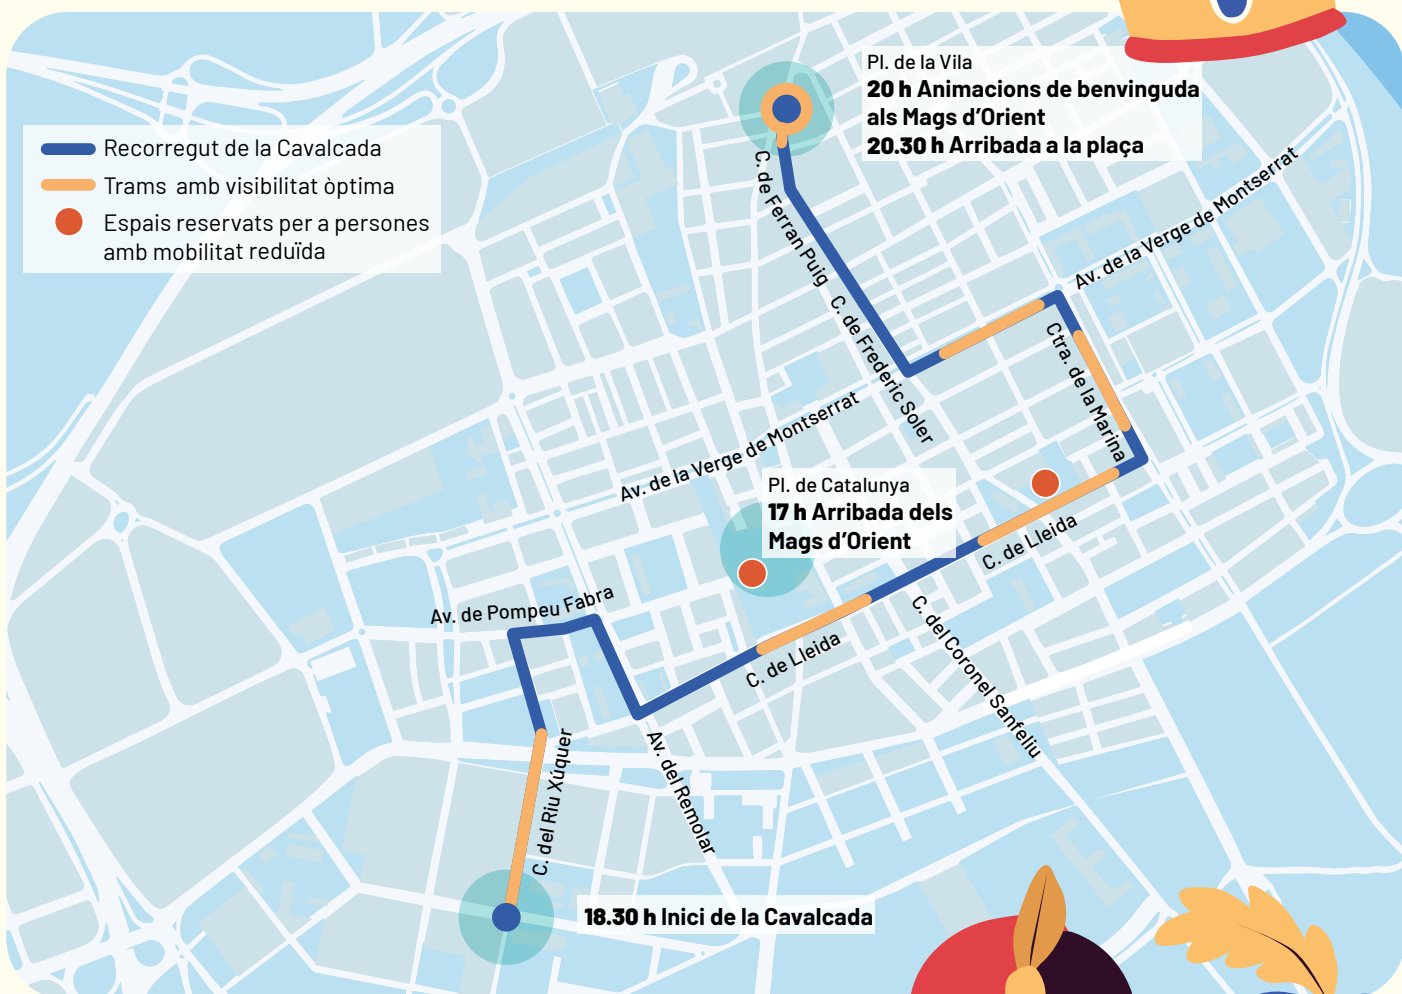 Pl. de la Vila
20 h Animacions de benvinguda
als Mags d’Orient
20.30 h Arribada a la plaça
Recorregut de la Cavalcada
Trams amb visibilitat òptima
Espais reservats per a persones
amb mobilitat reduïda
C. de Ferran Puig
Av. de la Verge de Montserrat
C. de Frederic Soler
Ctra. de la Marina
Av. de la Verge de Montserrat
Pl. de Catalunya
17 h Arribada dels
Mags d’Orient
C. de Lleida
Av. de Pompeu Fabra
C. de Lleida
C. del Coronel Sanfeliu
C. del Riu Xúquer
Av. del Remolar
18.30 h Inici de la Cavalcada